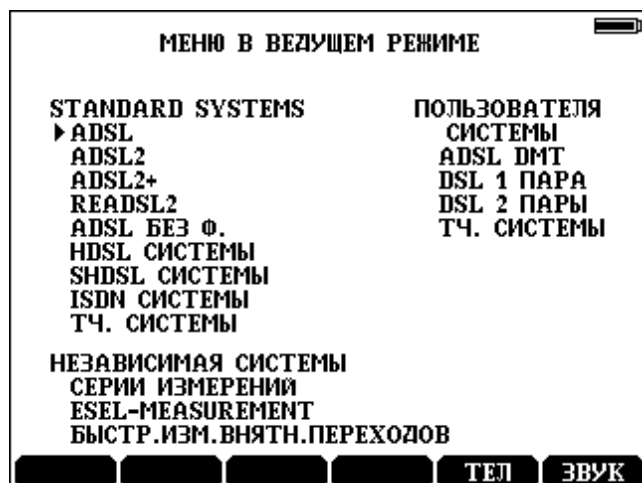 МЕНЮ В ВЕДУЩЕМ РЕЖИМЕ
STANDARD SYSTEMS
ADSL
ADSL2
ADSL2+
READSL2
ADSL БЕЗ Ф.
HDSL СИСТЕМЫ
SHDSL СИСТЕМЫ
ISDN СИСТЕМЫ
ТЧ. СИСТЕМЫ
ПОЛЬЗОВАТЕЛЯ
СИСТЕМЫ
ADSL DMT
DSL 1 ПАРА
DSL 2 ПАРЫ
ТЧ. СИСТЕМЫ
НЕЗАВИСИМАЯ СИСТЕМЫ
СЕРИИ ИЗМЕРЕНИЙ
ESEL-MEASUREMENT
БЫСТР.ИЗМ.ВНЯТН.ПЕРЕХОДОВ
ТЕЛ ЗВУК